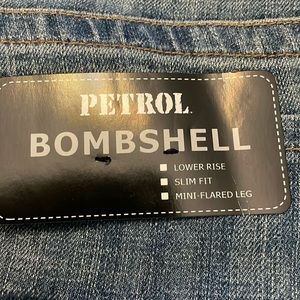 PETROL
BOMBSHELL
LOWER RISE
SLIM FIT
MINI-FLARED LEG